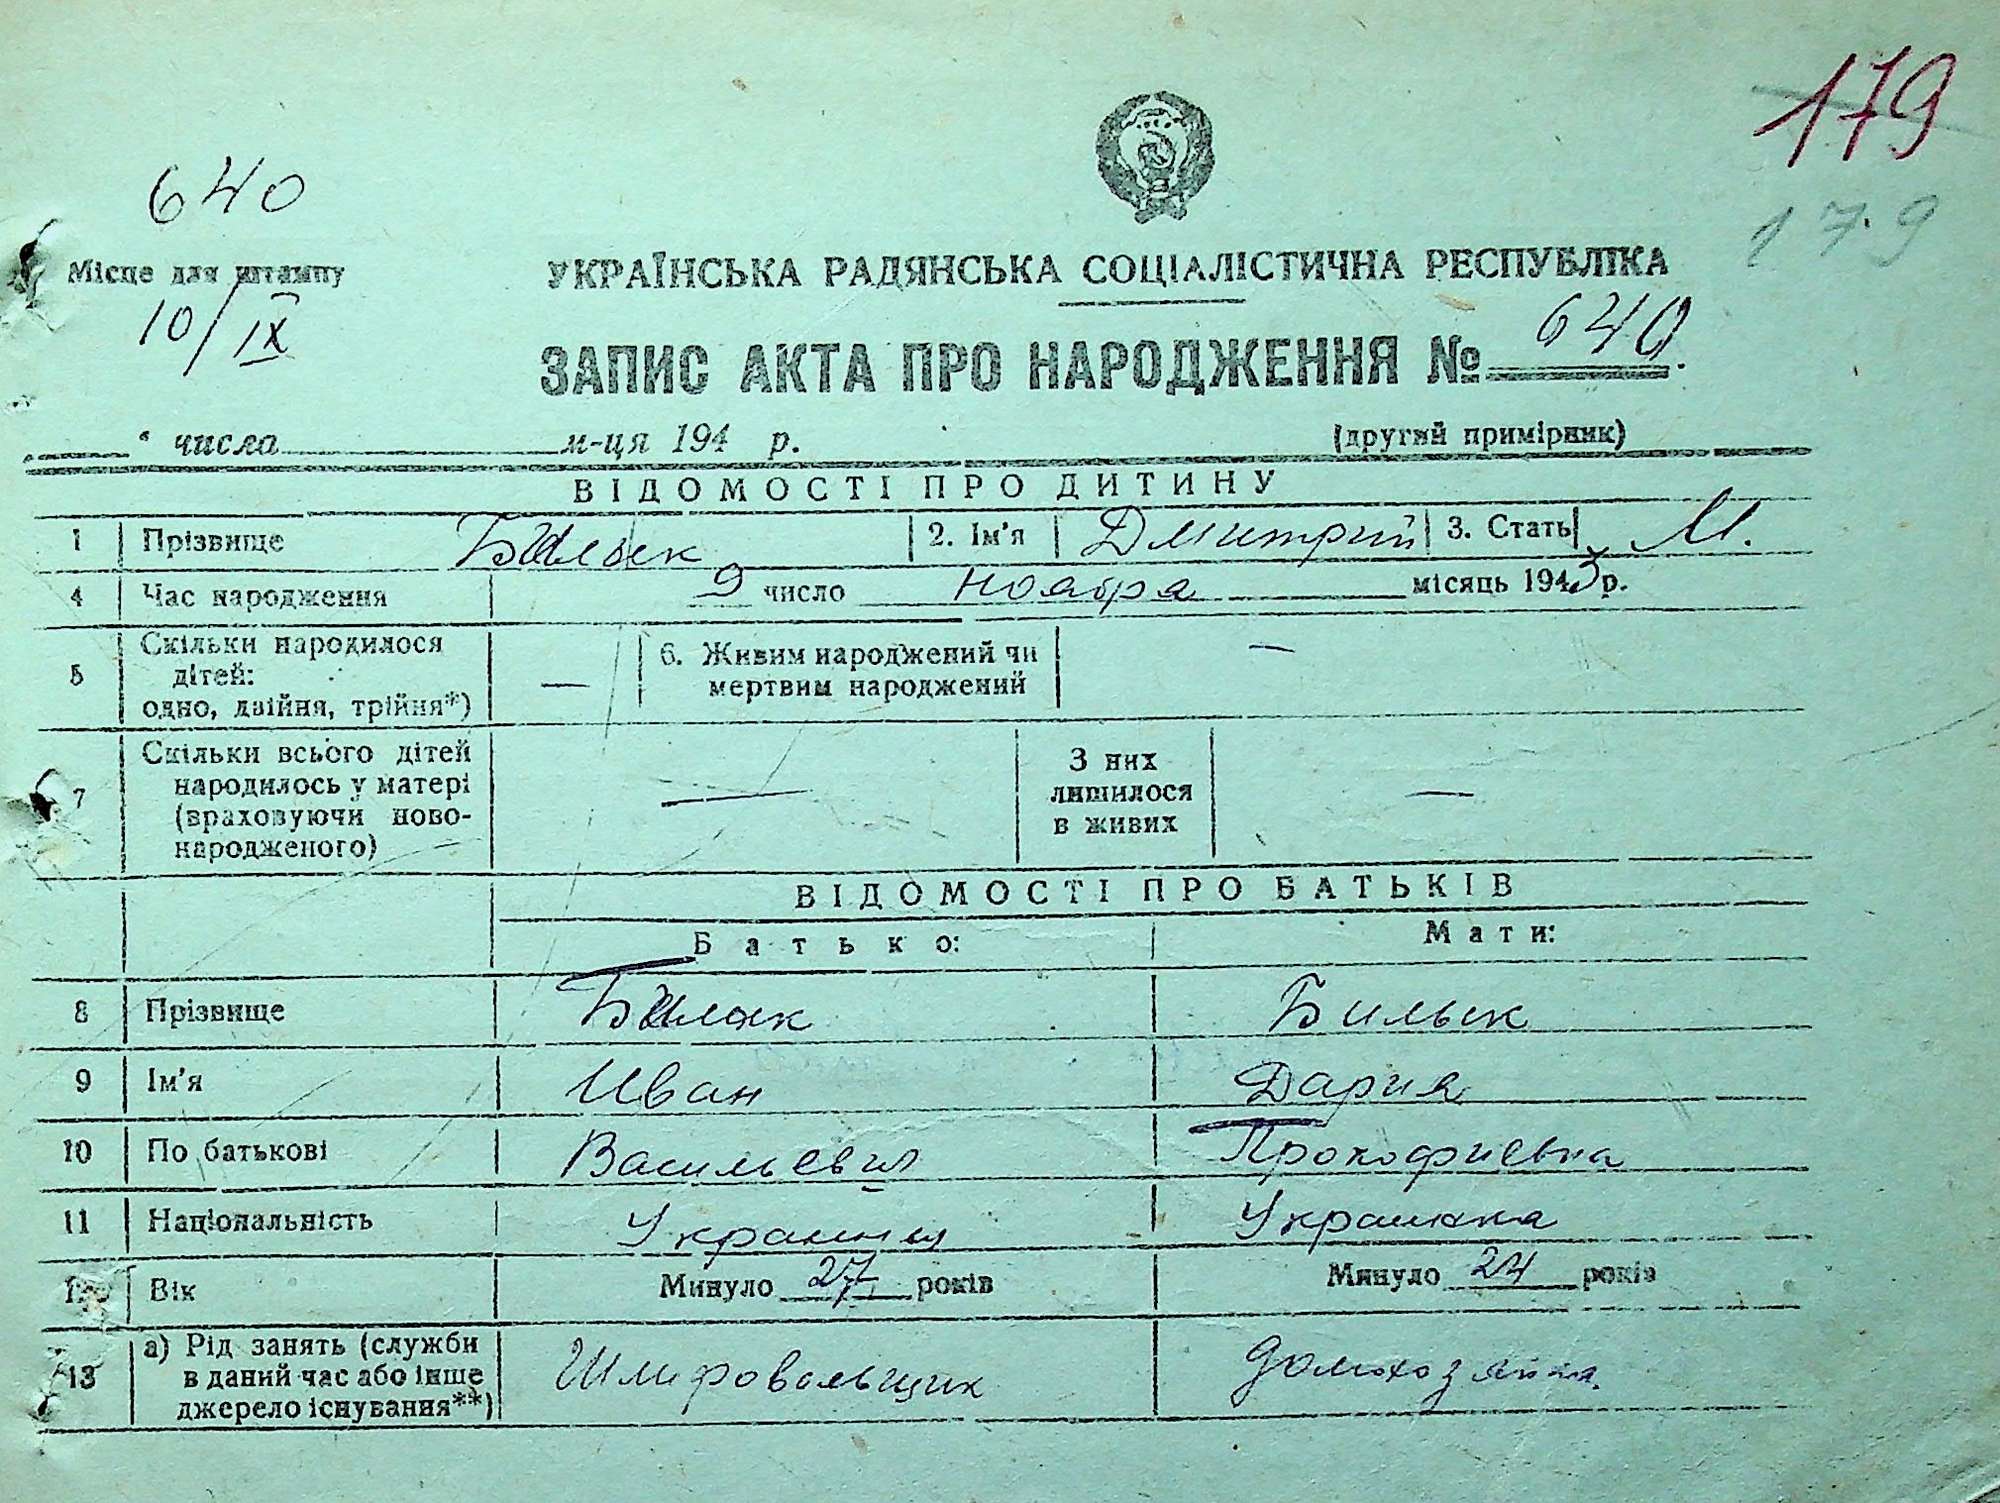 179
640
179
Місце для штампу
УКРАЇНСЬКА РАДЯНСЬКА СОЦІАЛІСТИЧНА РЕСПУБЛІКА
10/IX
ЗАПИС АКТА ПРО НАРОДЖЕННЯ № 640.
" числа м-ця 194 р. (другий примірник)
ВІДОМОСТІ ПРО ДИТИНУ
1 Прізвище Билык 2. Ім'я Дмитрий 3. Стать М.
4 Час народження 9 число ноября місяць 1943 р.
5 Скільки народилося дітей: одно, двійня, трійня*) — 6. Живим народжений чи мертвим народжений —
7 Скільки всього дітей народилось у матері (враховуючи новонародженого) — З них лишилося в живих —
ВІДОМОСТІ ПРО БАТЬКІВ
Батько: Мати:
8 Прізвище Билык Билык
9 Ім'я Иван Дария
10 По батькові Васильевич Прокофиевна
11 Національність Украинец Украинка
12 Вік Минуло 27 років Минуло 24 років
13 а) Рід занять (служби в даний час або інше джерело існування**) Шлифовальщик домохозяйка.